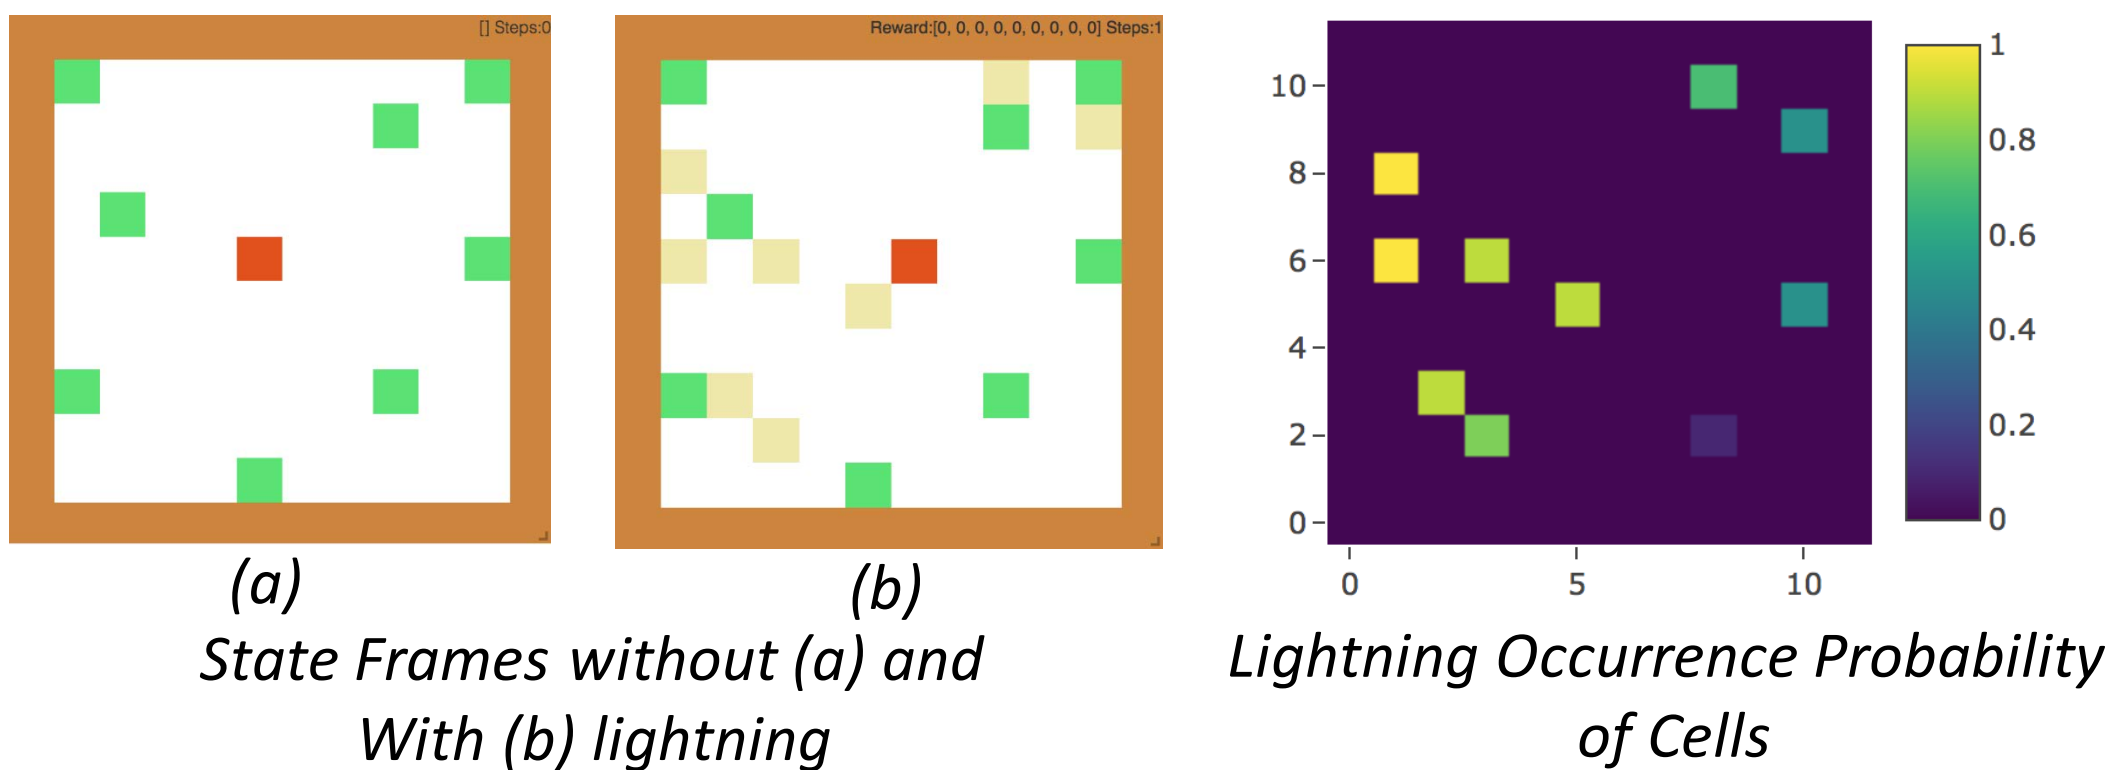 [] Steps:0
Reward:[0, 0, 0, 0, 0, 0, 0, 0, 0] Steps:1
10
8
6
4
2
0
0
5
10
1
0.8
0.6
0.4
0.2
0
(a)
(b)
State Frames without (a) and
With (b) lightning
Lightning Occurrence Probability
of Cells